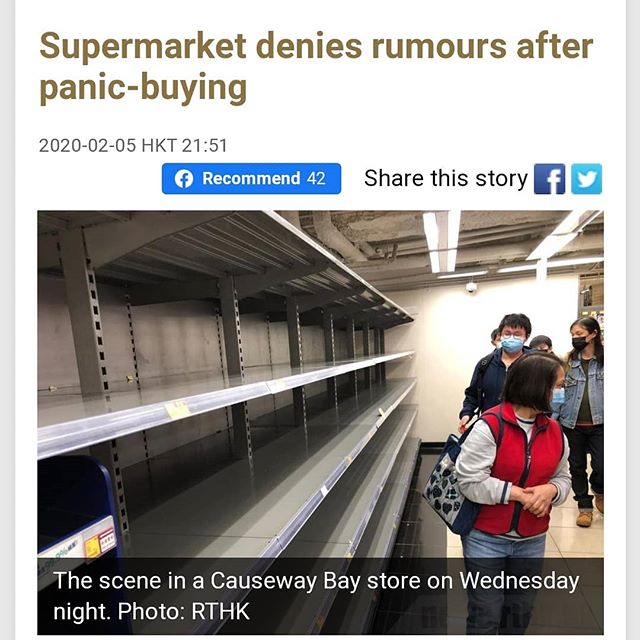 Supermarket denies rumours after
panic-buying
2020-02-05 HKT 21:51
Recommend 42
Share this story
The scene in a Causeway Bay store on Wednesday
night. Photo: RTHK